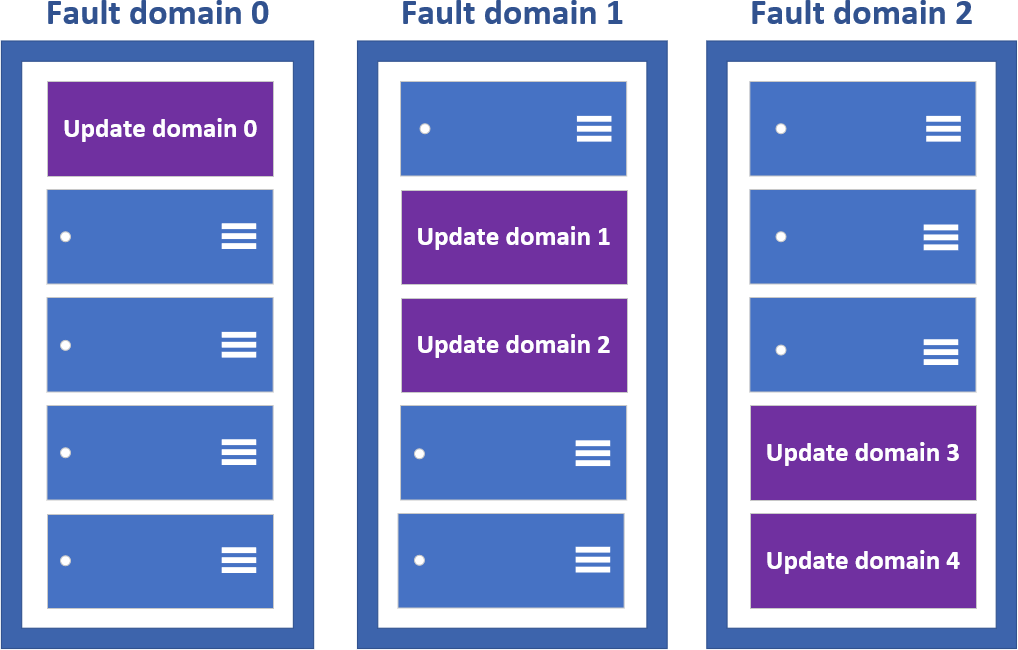 Fault domain 0
Fault domain 1
Fault domain 2
Update domain 0
Update domain 1
Update domain 2
Update domain 3
Update domain 4